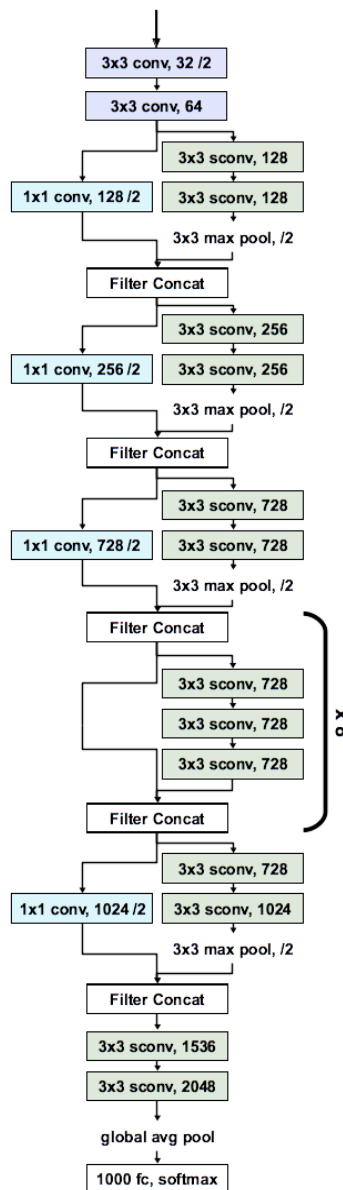 3x3 conv, 32 /2
3x3 conv, 64
3x3 sconv, 128
1x1 conv, 128 /2
3x3 sconv, 128
3x3 max pool, /2
Filter Concat
3x3 sconv, 256
1x1 conv, 256 /2
3x3 sconv, 256
3x3 max pool, /2
Filter Concat
3x3 sconv, 728
1x1 conv, 728 /2
3x3 sconv, 728
3x3 max pool, /2
Filter Concat
3x3 sconv, 728
3x3 sconv, 728
3x3 sconv, 728
Filter Concat
3x3 sconv, 728
1x1 conv, 1024 /2
3x3 sconv, 1024
3x3 max pool, /2
Filter Concat
3x3 sconv, 1536
3x3 sconv, 2048
global avg pool
1000 fc, softmax